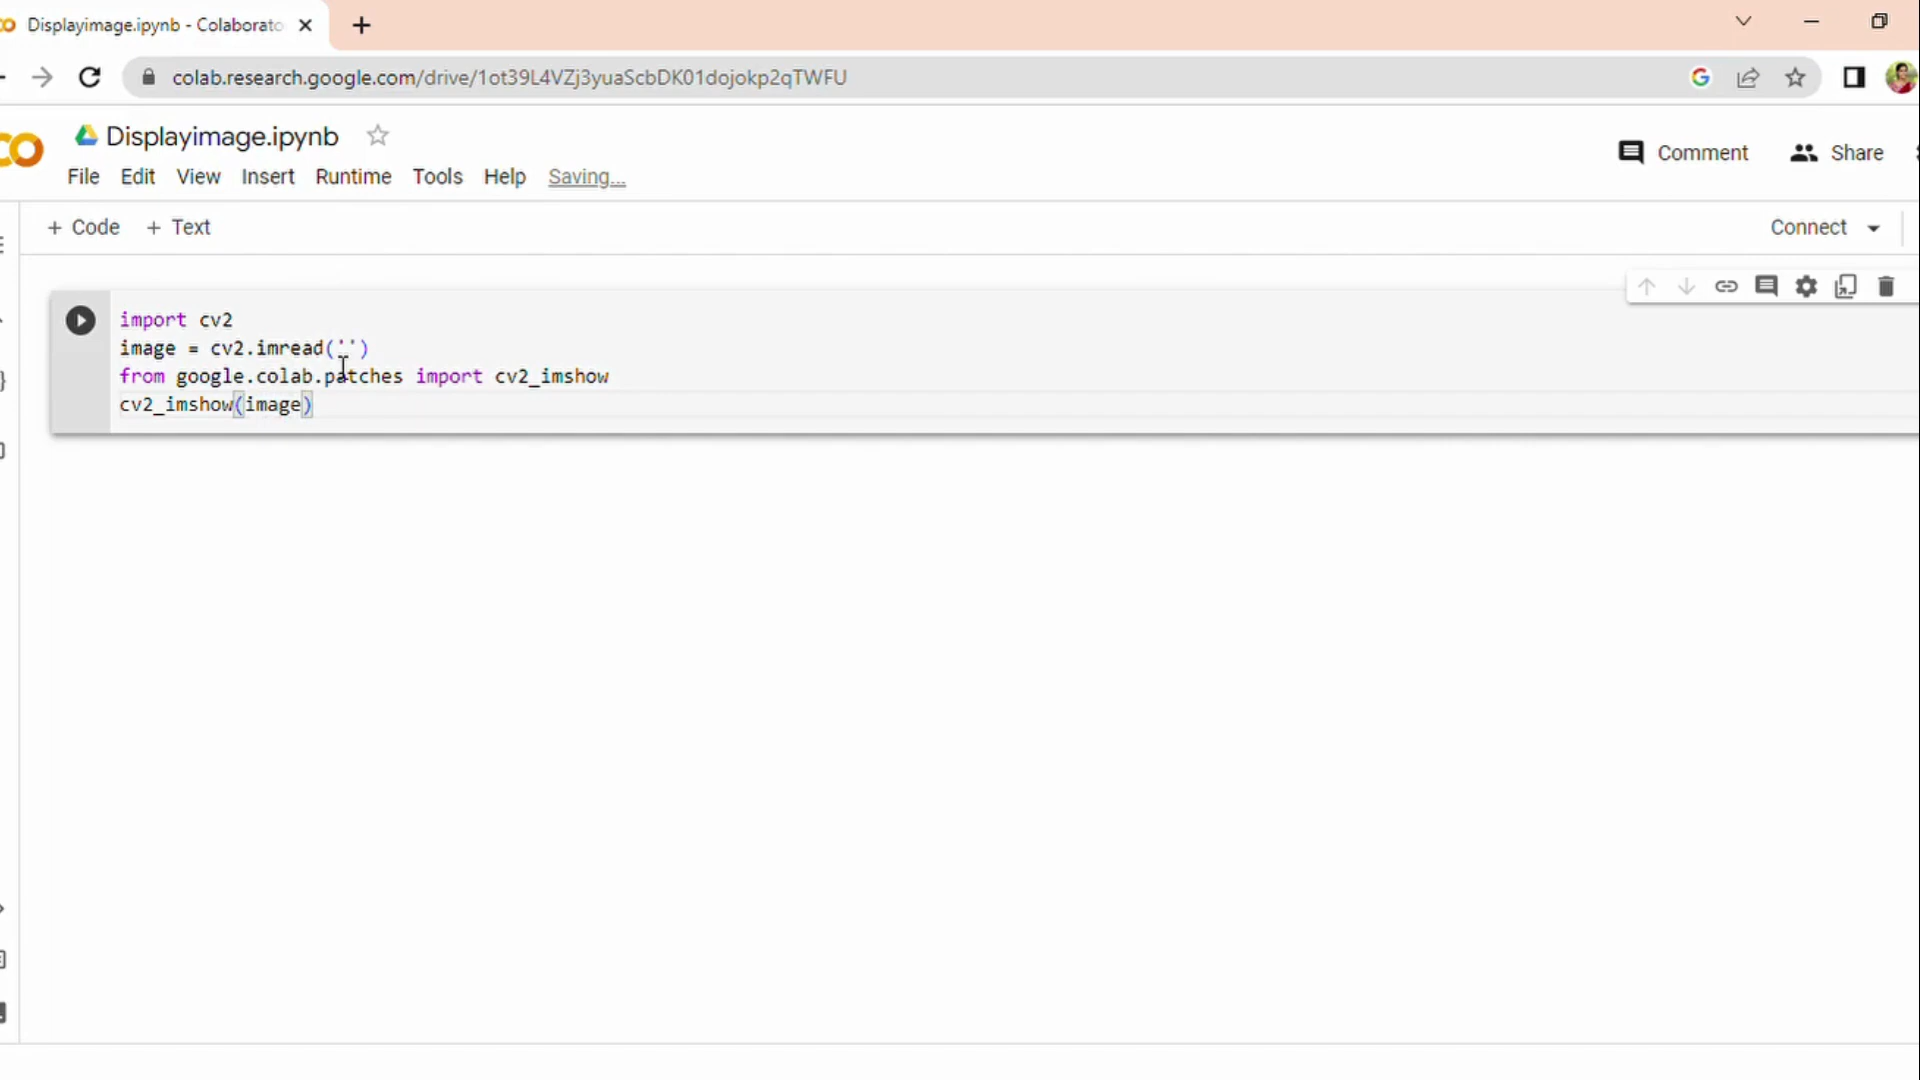 Displayimage.ipynb - Colaborato
colab.research.google.com/drive/1ot39L4VZj3yuaScbDK01dojokp2qTWFU
Displayimage.ipynb
File Edit View Insert Runtime Tools Help Saving...
Comment Share
+ Code + Text
Connect
import cv2
image = cv2.imread('')
from google.colab.patches import cv2_imshow
cv2_imshow(image)